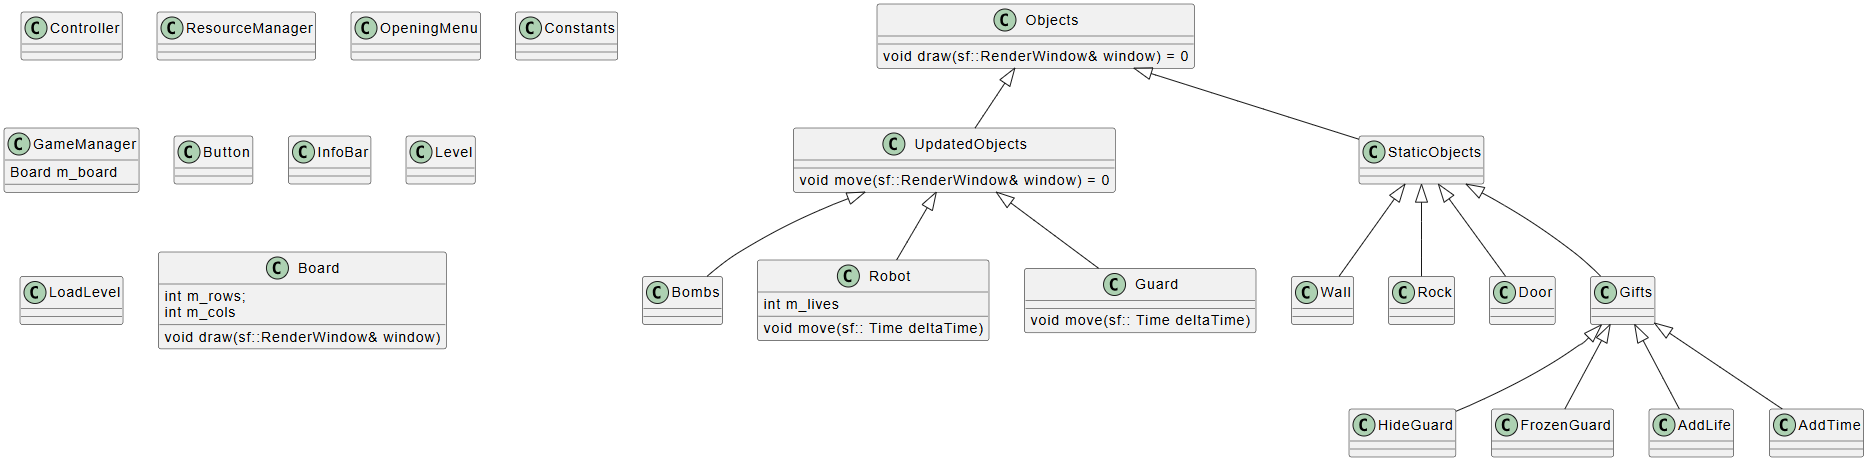 C Controller
C ResourceManager
C OpeningMenu
C Constants
C Objects
void draw(sf::RenderWindow& window) = 0
C GameManager
Board m_board
C Button
C InfoBar
C Level
C UpdatedObjects
void move(sf::RenderWindow& window) = 0
C StaticObjects
C LoadLevel
C Board
int m_rows;
int m_cols
void draw(sf::RenderWindow& window)
C Bombs
C Robot
int m_lives
void move(sf:: Time deltaTime)
C Guard
void move(sf:: Time deltaTime)
C Wall
C Rock
C Door
C Gifts
C HideGuard
C FrozenGuard
C AddLife
C AddTime